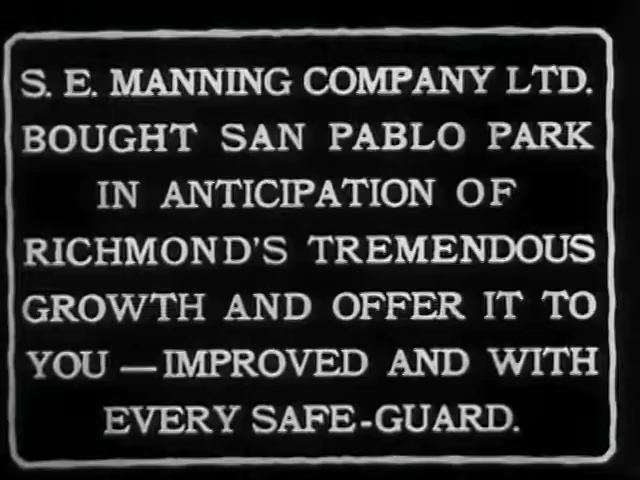 S. E. MANNING COMPANY LTD.
BOUGHT SAN PABLO PARK
IN ANTICIPATION OF
RICHMOND'S TREMENDOUS
GROWTH AND OFFER IT TO
YOU — IMPROVED AND WITH
EVERY SAFE-GUARD.